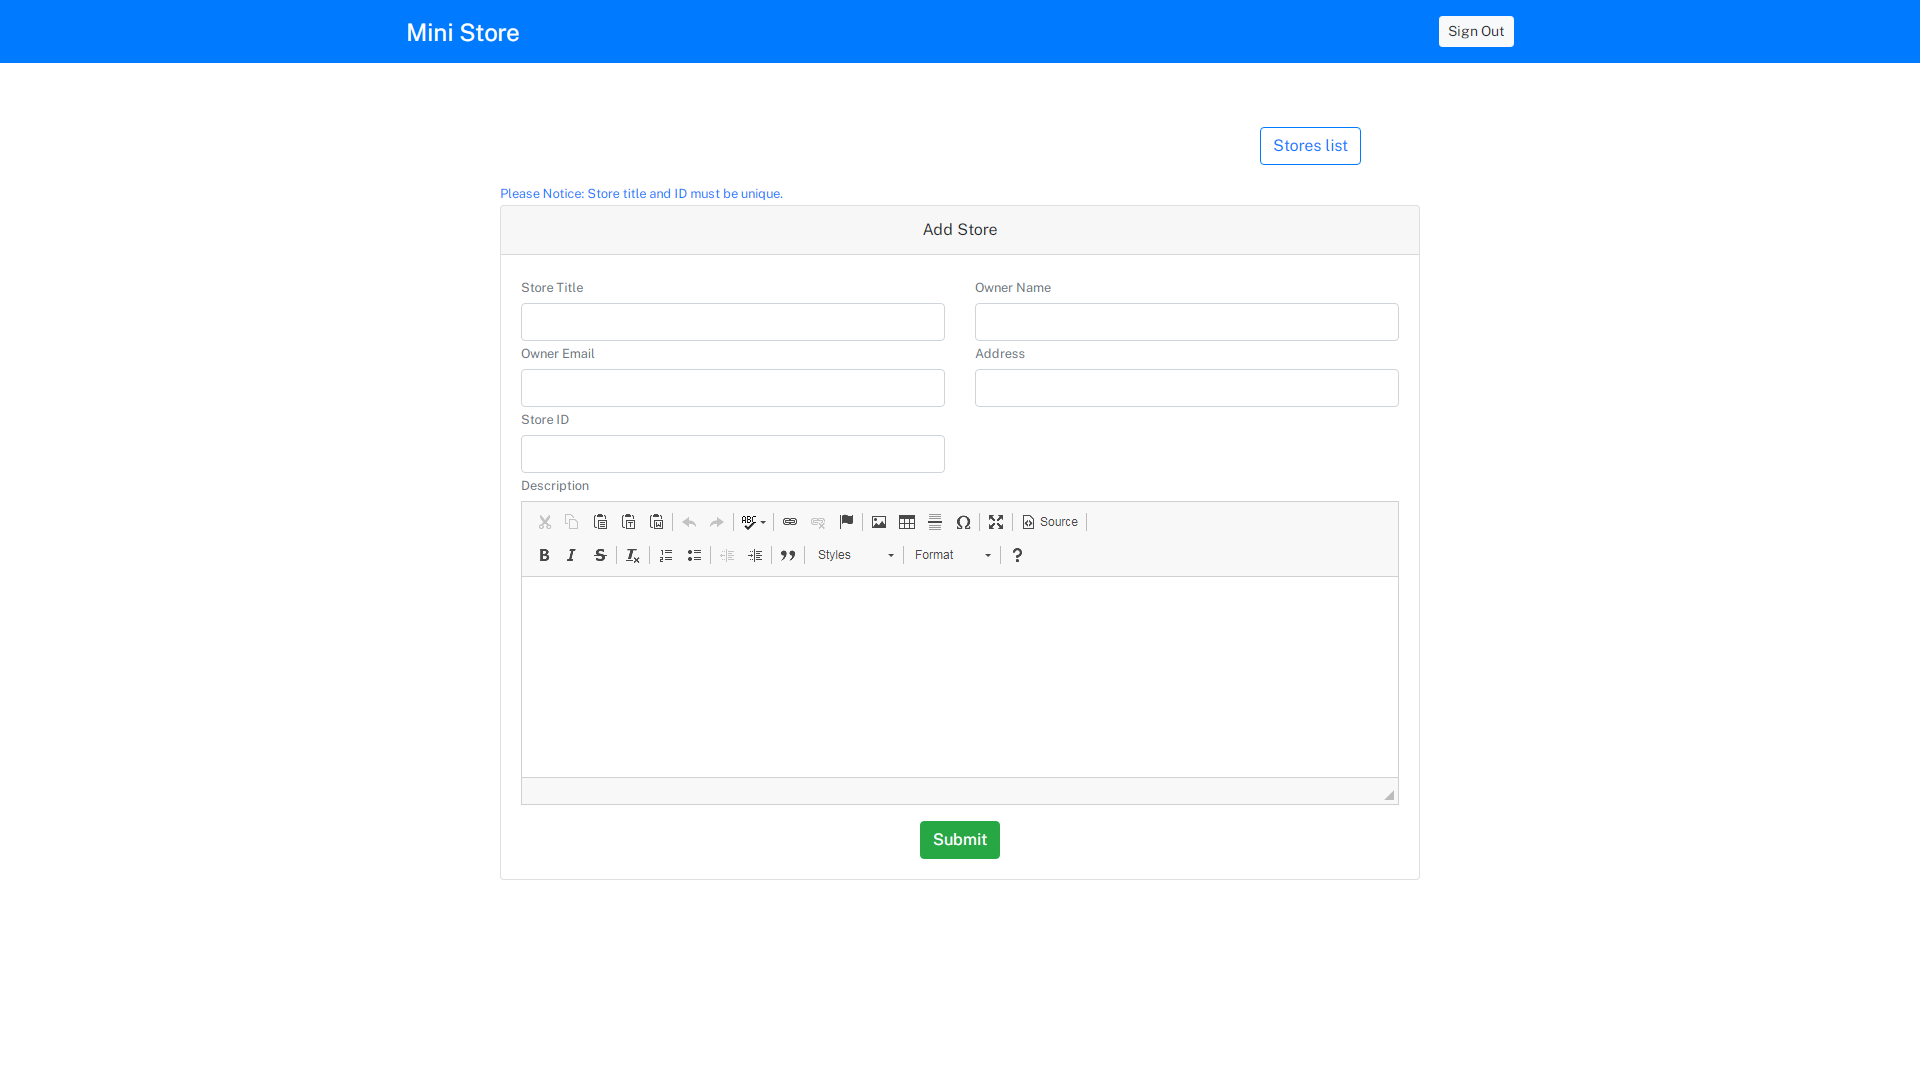 Mini Store
Sign Out
Stores list
Please Notice: Store title and ID must be unique.
Add Store
Store Title
Owner Name
Owner Email
Address
Store ID
Description
ABC
Source
Styles
Format
Submit